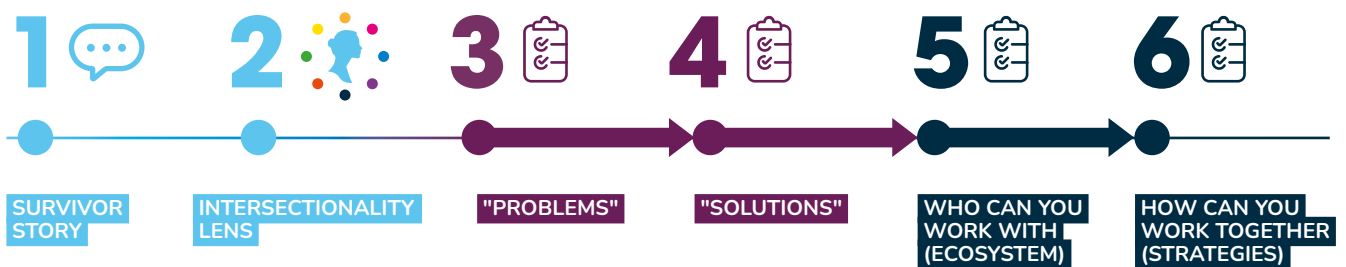 1
2
3
4
5
6
SURVIVOR
STORY
INTERSECTIONALITY
LENS
"PROBLEMS"
"SOLUTIONS"
WHO CAN YOU
WORK WITH
(ECOSYSTEM)
HOW CAN YOU
WORK TOGETHER
(STRATEGIES)